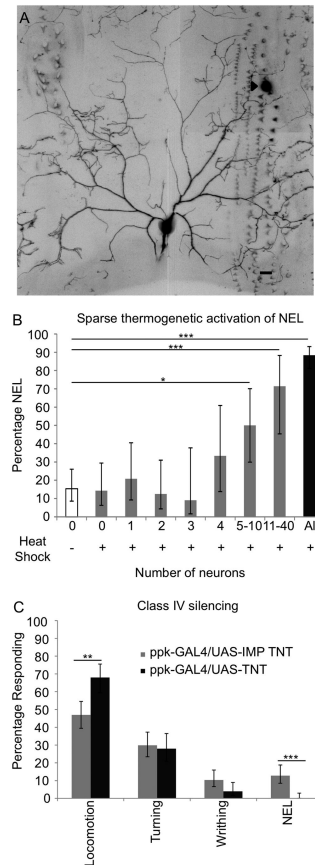 A
B
Sparse thermogenetic activation of NEL
***
***
*
Percentage NEL
100
90
80
70
60
50
40
30
20
10
0
0 0 1 2 3 4 5-10 11-40 Al
Heat Shock
- + + + + + + + +
Number of neurons
C
Class IV silencing
Percentage Responding
100
90
80
70
60
50
40
30
20
10
0
ppk-GAL4/UAS-IMP TNT
ppk-GAL4/UAS-TNT
**
***
Locomotion
Turning
Writhing
NEL